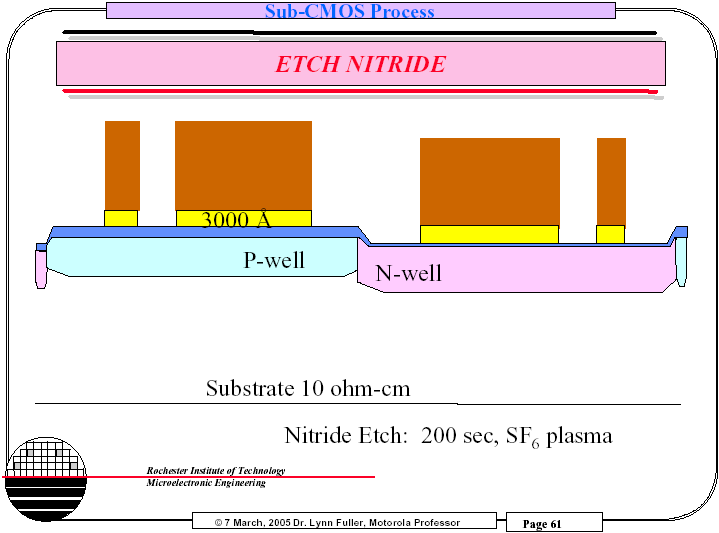 Sub-CMOS Process
ETCH NITRIDE
3000 Å
P-well
N-well
Substrate 10 ohm-cm
Nitride Etch: 200 sec, SF6 plasma
Rochester Institute of Technology
Microelectronic Engineering
© 7 March, 2005 Dr. Lynn Fuller, Motorola Professor
Page 61